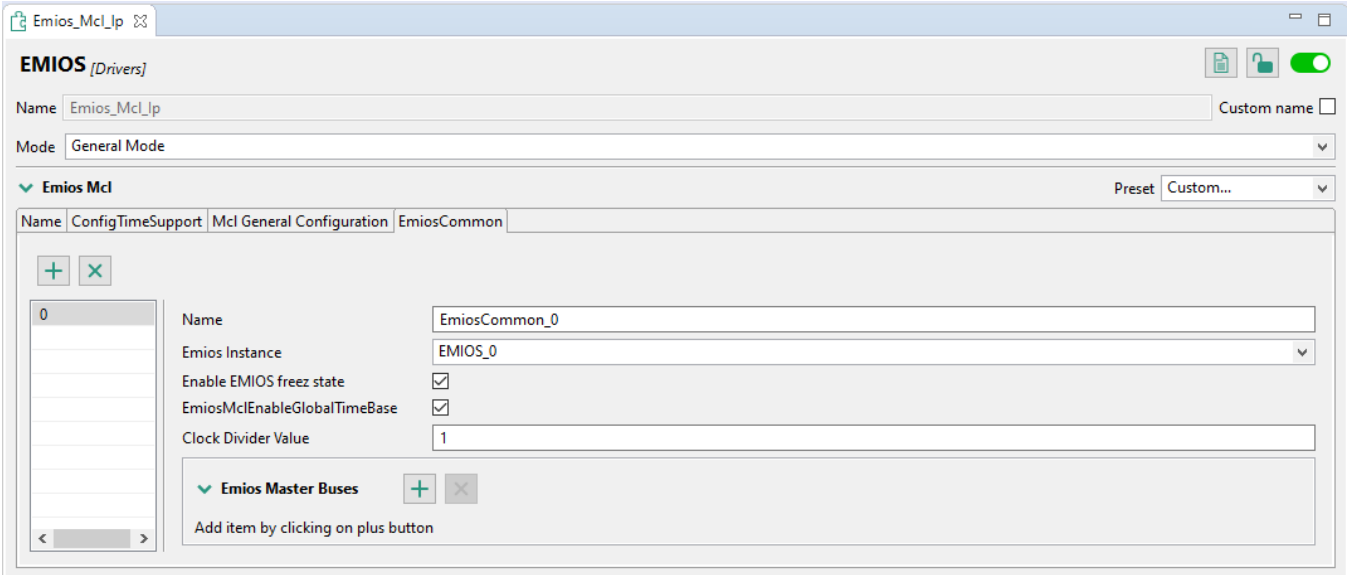 Emios_Mcl_Ip
EMIOS [Drivers]
Name Emios_Mcl_Ip Custom name
Mode General Mode
Emios Mcl Preset Custom...
Name ConfigTimeSupport Mcl General Configuration EmiosCommon
0
Name EmiosCommon_0
Emios Instance EMIOS_0
Enable EMIOS freez state
EmiosMclEnableGlobalTimeBase
Clock Divider Value 1
Emios Master Buses
Add item by clicking on plus button